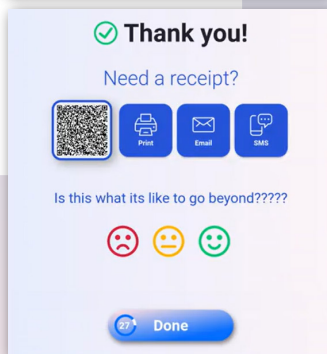 Thank you!
Need a receipt?
Print Email SMS
Is this what its like to go beyond?????
27 Done